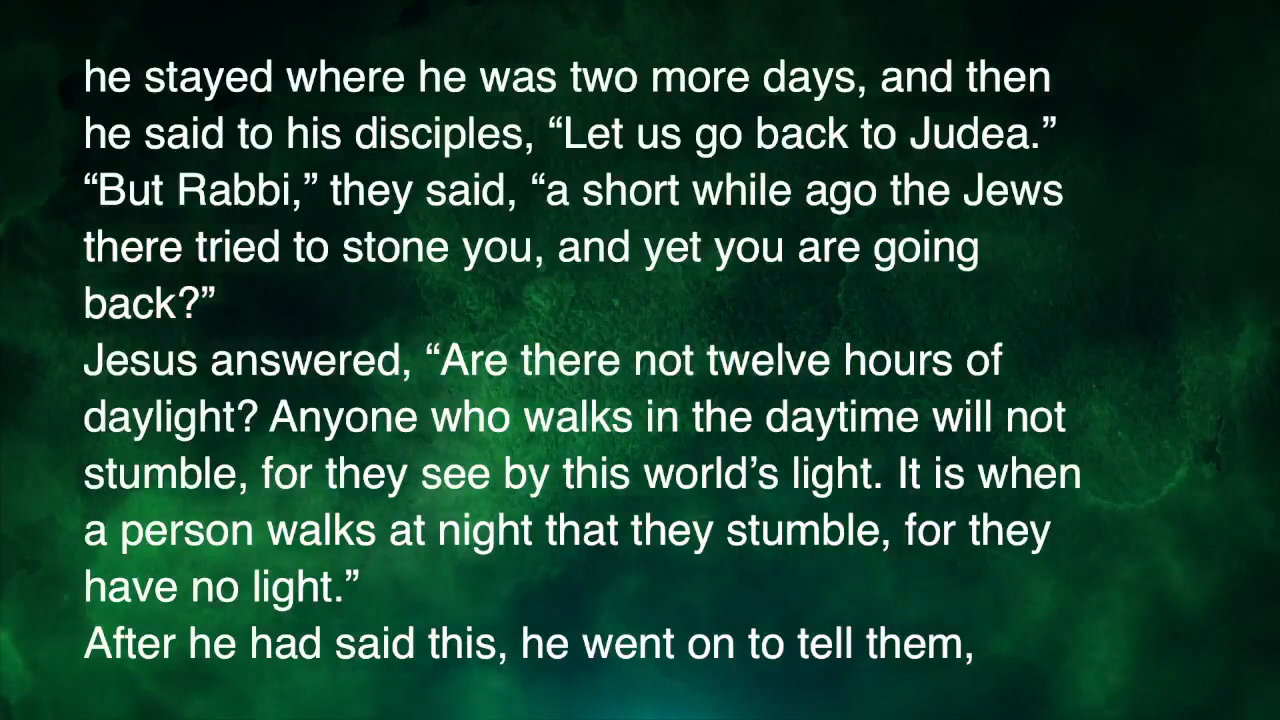 he stayed where he was two more days, and then
he said to his disciples, “Let us go back to Judea.”
“But Rabbi,” they said, “a short while ago the Jews
there tried to stone you, and yet you are going
back?”
Jesus answered, “Are there not twelve hours of
daylight? Anyone who walks in the daytime will not
stumble, for they see by this world’s light. It is when
a person walks at night that they stumble, for they
have no light.”
After he had said this, he went on to tell them,